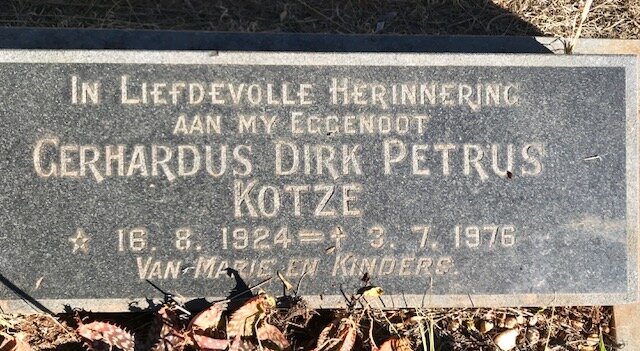 In Liefdevolle Herinnering
aan my Eggenoot
Gerhardus Dirk Petrus
Kotze
☆ 16. 8. 1924 = † 3. 7. 1976
Van Marie en Kinders.